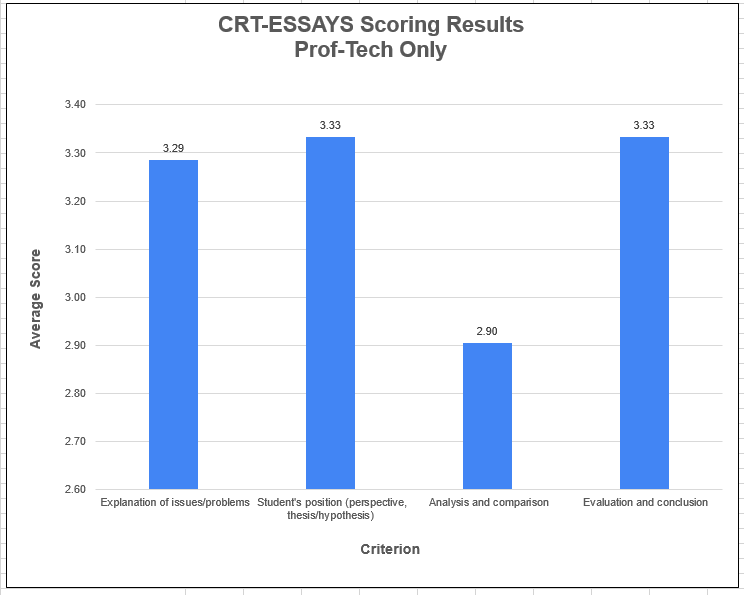 CRT-ESSAYS Scoring Results
Prof-Tech Only
3.40
3.30
3.20
3.10
3.00
2.90
2.80
2.70
2.60
Average Score
3.29
3.33
2.90
3.33
Explanation of issues/problems
Student's position (perspective,
thesis/hypothesis)
Analysis and comparison
Evaluation and conclusion
Criterion